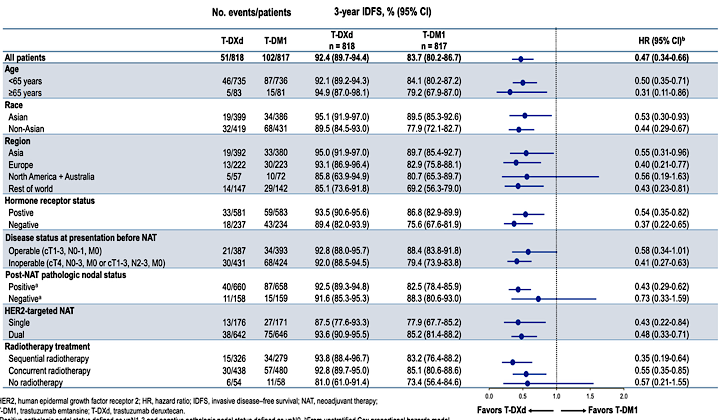 No. events/patients 3-year IDFS, % (95% CI)
T-DXd T-DM1 T-DXd n = 818 T-DM1 n = 817 HR (95% CI)b
All patients 51/818 102/817 92.4 (89.7-94.4) 83.7 (80.2-86.7) 0.47 (0.34-0.66)
Age
<65 years 46/735 87/736 92.1 (89.2-94.3) 84.1 (80.2-87.2) 0.50 (0.35-0.71)
≥65 years 5/83 15/81 94.9 (87.0-98.1) 79.2 (67.9-87.0) 0.31 (0.11-0.86)
Race
Asian 19/399 34/386 95.1 (91.9-97.0) 89.5 (85.3-92.6) 0.53 (0.30-0.93)
Non-Asian 32/419 68/431 89.5 (84.5-93.0) 77.9 (72.1-82.7) 0.44 (0.29-0.67)
Region
Asia 19/392 33/380 95.0 (91.9-97.0) 89.7 (85.4-92.7) 0.55 (0.31-0.96)
Europe 13/222 30/223 93.1 (86.9-96.4) 82.9 (75.8-88.1) 0.40 (0.21-0.77)
North America + Australia 5/57 10/72 85.8 (63.9-94.9) 80.7 (65.3-89.7) 0.56 (0.19-1.63)
Rest of world 14/147 29/142 85.1 (73.6-91.8) 69.2 (56.3-79.0) 0.43 (0.23-0.81)
Hormone receptor status
Postive 33/581 59/583 93.5 (90.6-95.6) 86.8 (82.9-89.9) 0.54 (0.35-0.82)
Negative 18/237 43/234 89.4 (82.0-93.9) 75.6 (67.6-81.9) 0.37 (0.22-0.65)
Disease status at presentation before NAT
Operable (cT1-3, N0-1, M0) 21/387 34/393 92.8 (88.0-95.7) 88.4 (83.8-91.8) 0.58 (0.34-1.01)
Inoperable (cT4, N0-3, M0 or cT1-3, N2-3, M0) 30/431 68/424 92.0 (88.5-94.5) 79.4 (73.9-83.8) 0.41 (0.27-0.63)
Post-NAT pathologic nodal status
Positivea 40/660 87/658 92.5 (89.3-94.8) 82.5 (78.4-85.9) 0.43 (0.29-0.62)
Negativea 11/158 15/159 91.6 (85.3-95.3) 88.3 (80.6-93.0) 0.73 (0.33-1.59)
HER2-targeted NAT
Single 13/176 27/171 87.5 (77.6-93.3) 77.9 (67.7-85.2) 0.43 (0.22-0.84)
Dual 38/642 75/646 93.6 (90.9-95.5) 85.2 (81.4-88.2) 0.48 (0.33-0.71)
Radiotherapy treatment
Sequential radiotherapy 15/326 34/279 93.8 (88.4-96.7) 83.2 (76.4-88.2) 0.35 (0.19-0.64)
Concurrent radiotherapy 30/438 57/480 92.8 (89.7-95.0) 85.1 (80.6-88.6) 0.55 (0.35-0.85)
No radiotherapy 6/54 11/58 81.0 (61.0-91.4) 73.4 (56.4-84.6) 0.57 (0.21-1.55)
0.0 0.5 1.0 1.5 2.0
Favors T-DXd Favors T-DM1
HER2, human epidermal growth factor receptor 2; HR, hazard ratio; IDFS, invasive disease–free survival; NAT, neoadjuvant therapy;
T-DM1, trastuzumab emtansine; T-DXd, trastuzumab deruxtecan.